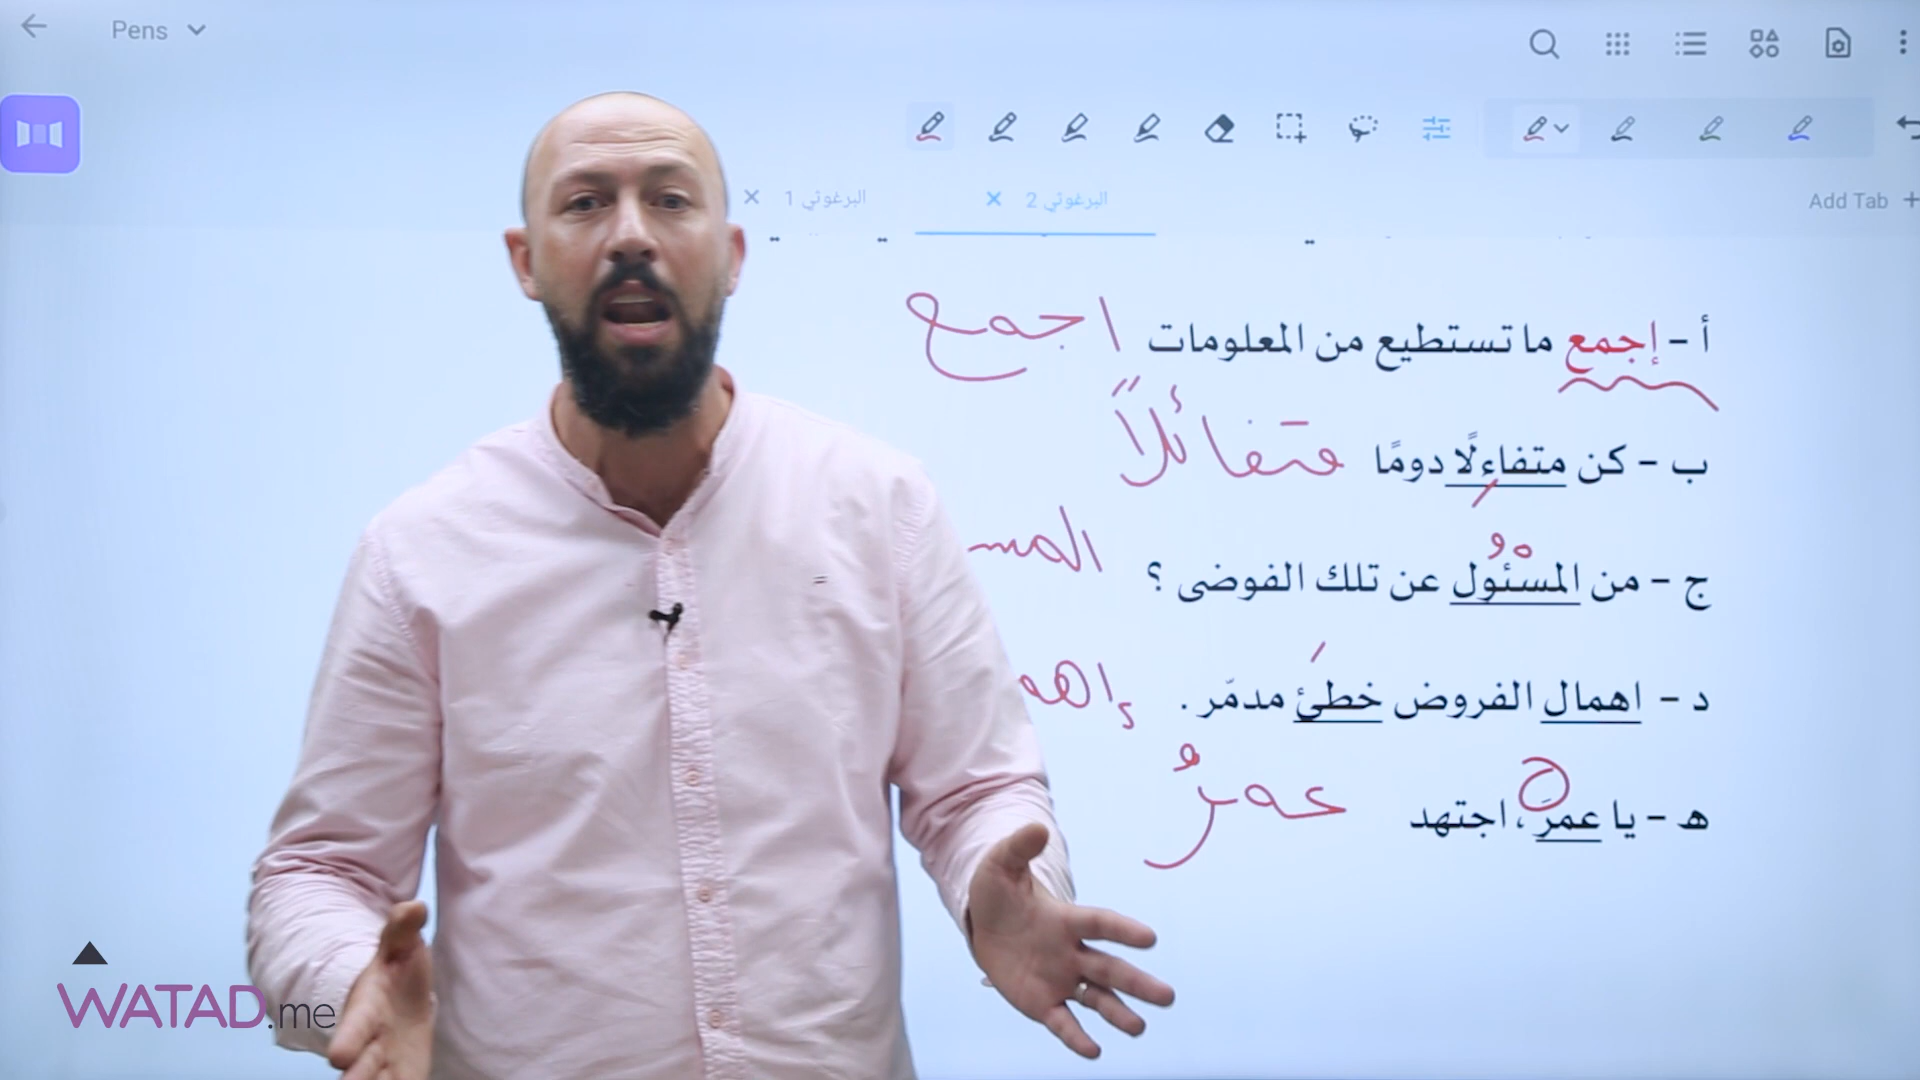 Pens
البرغوثي 1
البرغوثي 2
Add Tab
أ - إجمع ما تستطيع من المعلومات اجمع
ب - كن متفاءلًا دومًا متفائلًا
ج - من المسئول عن تلك الفوضى ؟ المس
د - اهمال الفروض خطئ مدمّر . إهم
ه - يا عمرَ ، اجتهد عمرُ
WATAD.me